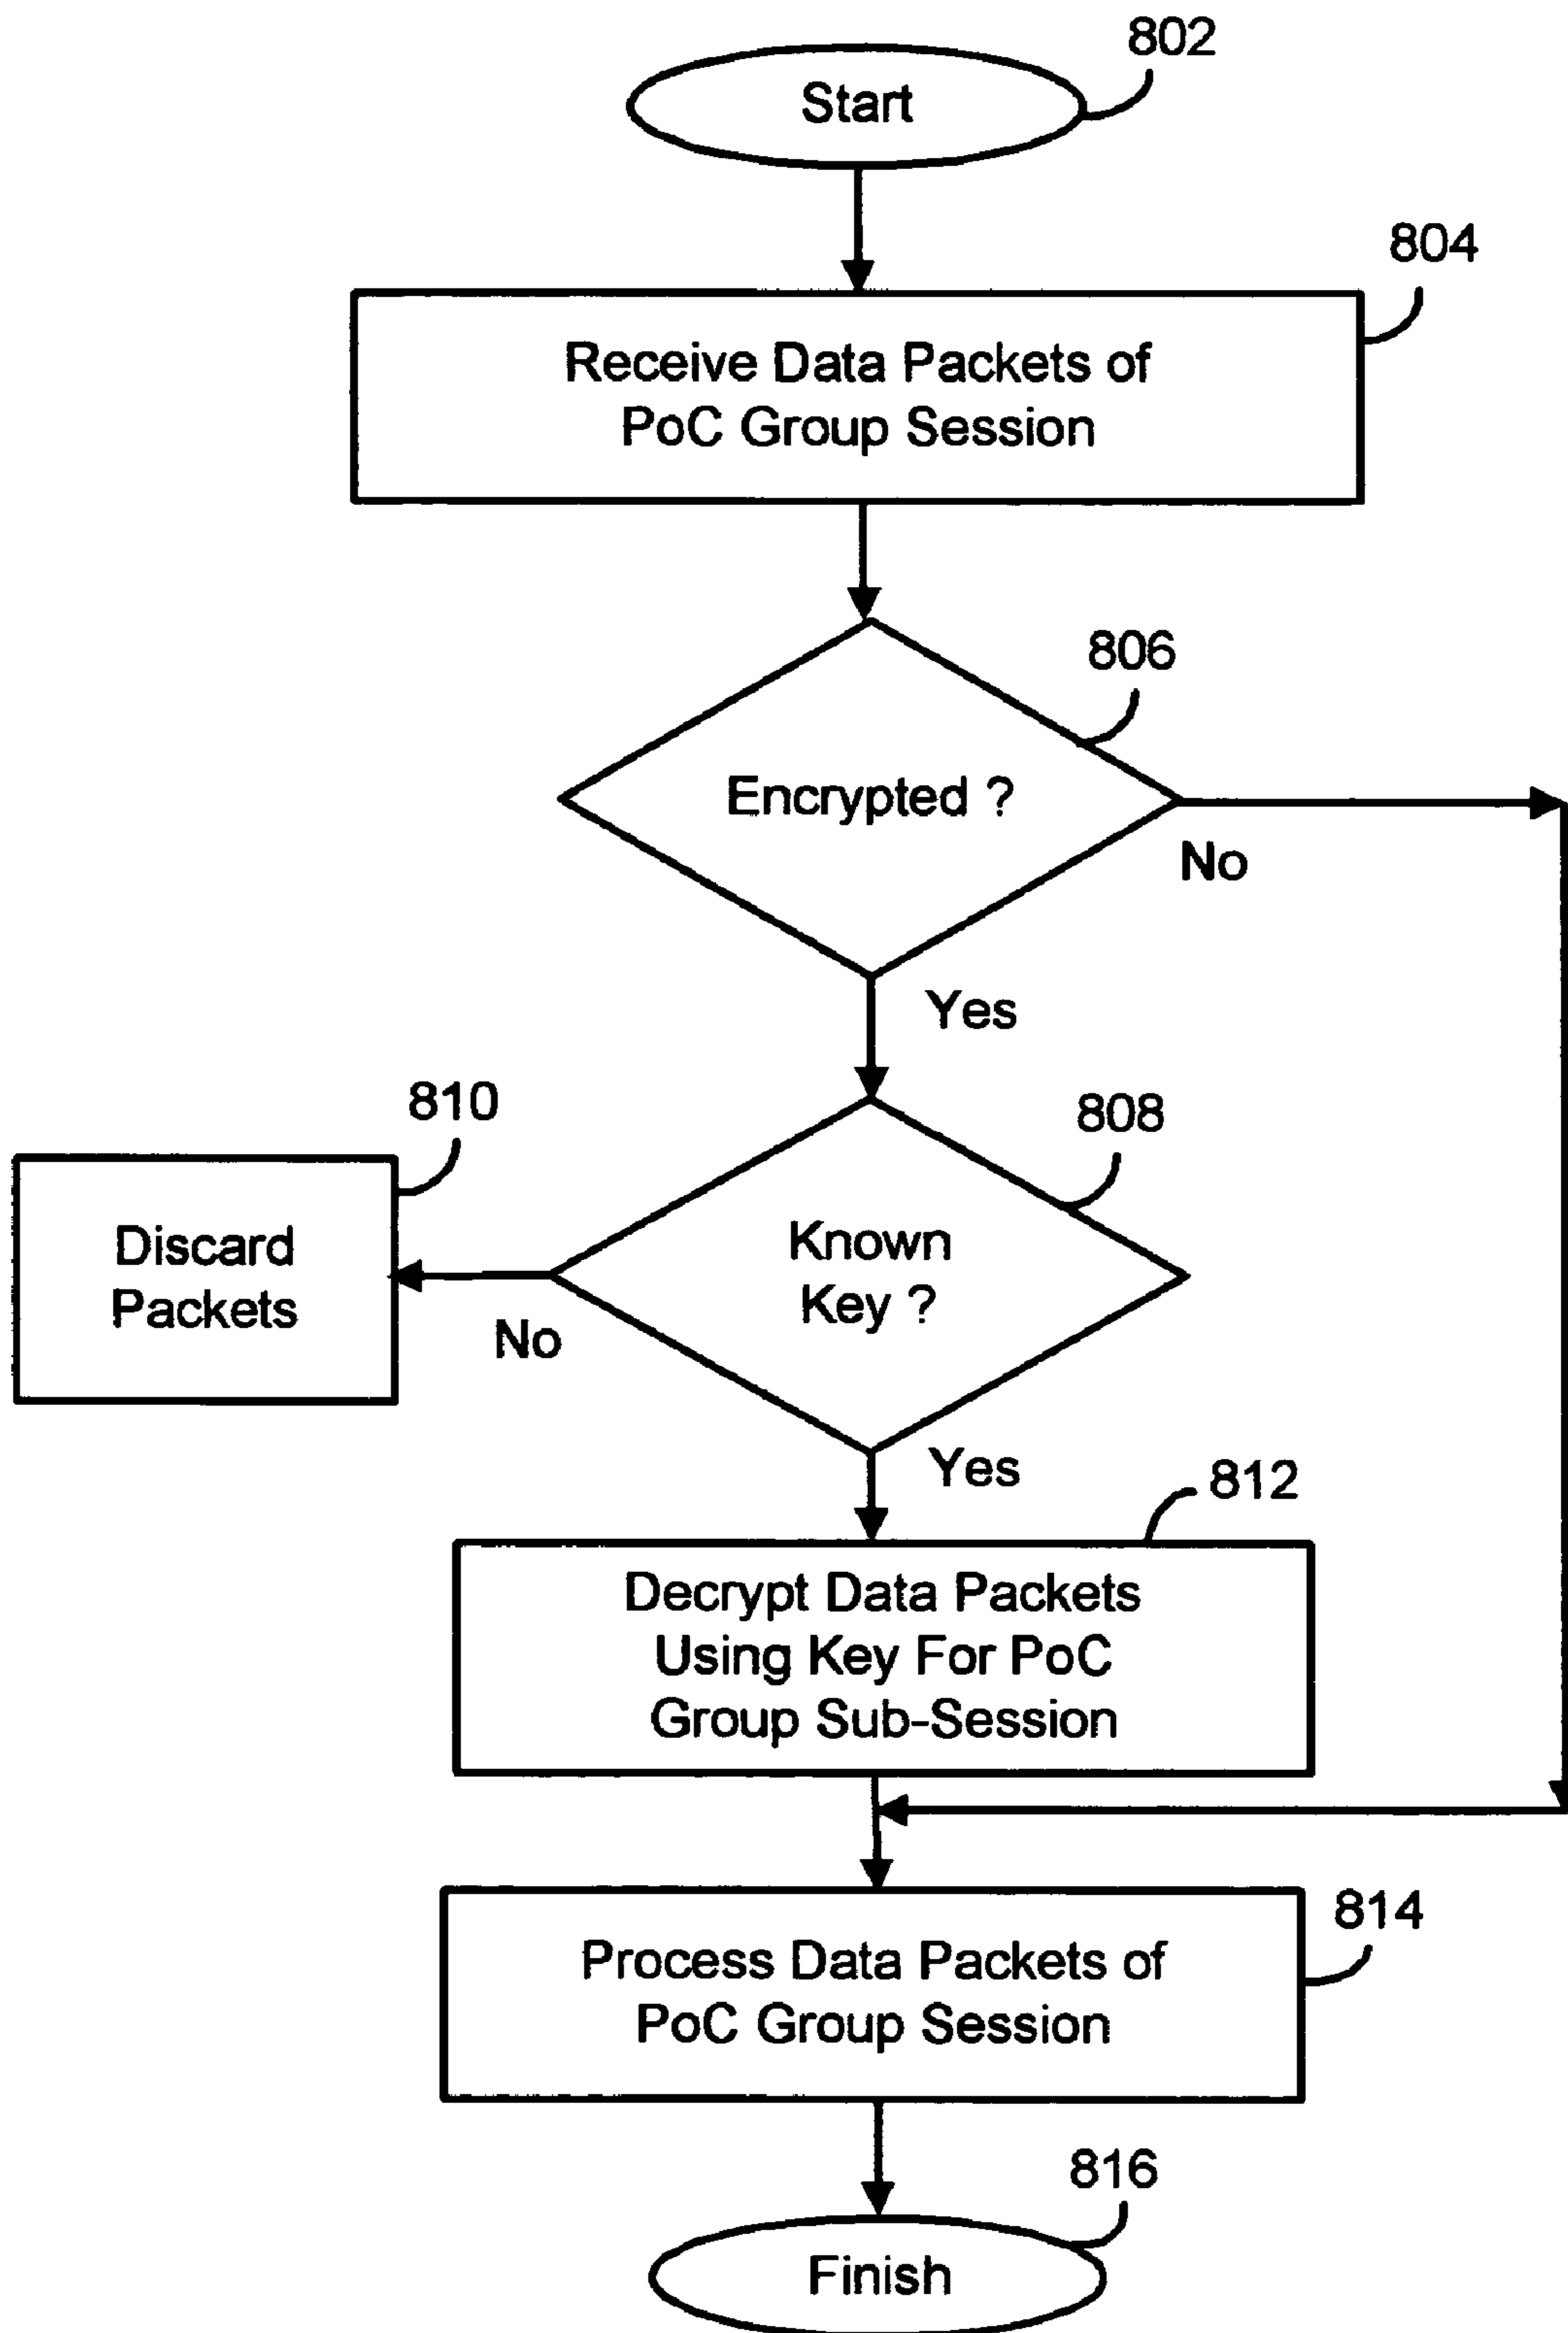 802
Start
804
Receive Data Packets of
PoC Group Session
806
Encrypted ?
No
Yes
810
808
Discard
Packets
Known
Key ?
No
Yes
812
Decrypt Data Packets
Using Key For PoC
Group Sub-Session
814
Process Data Packets of
PoC Group Session
816
Finish